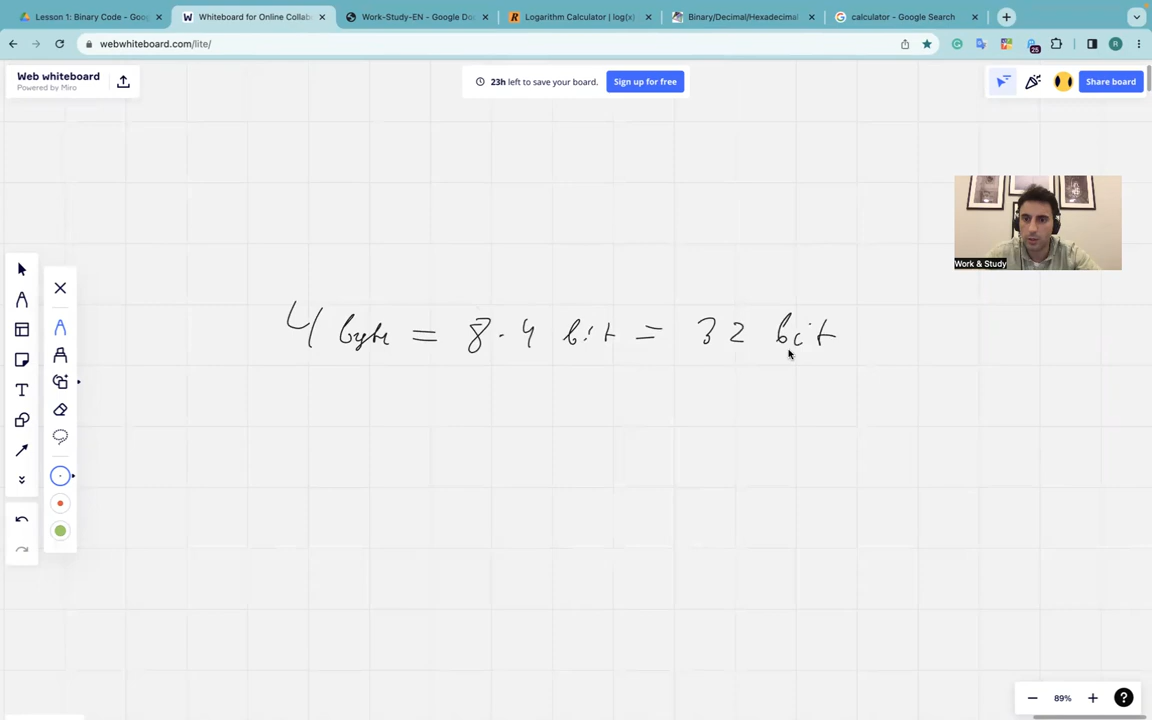 Lesson 1: Binary Code - Goo
Whiteboard for Online Collab
Work-Study-EN - Google Do
Logarithm Calculator | log(x)
Binary/Decimal/Hexadecimal
calculator - Google Search
webwhiteboard.com/lite/
25
R
Web whiteboard
Powered by Miro
23h left to save your board.
Sign up for free
Share board
Work & Study
4 byte = 8 · 4 bit = 32 bit
89%